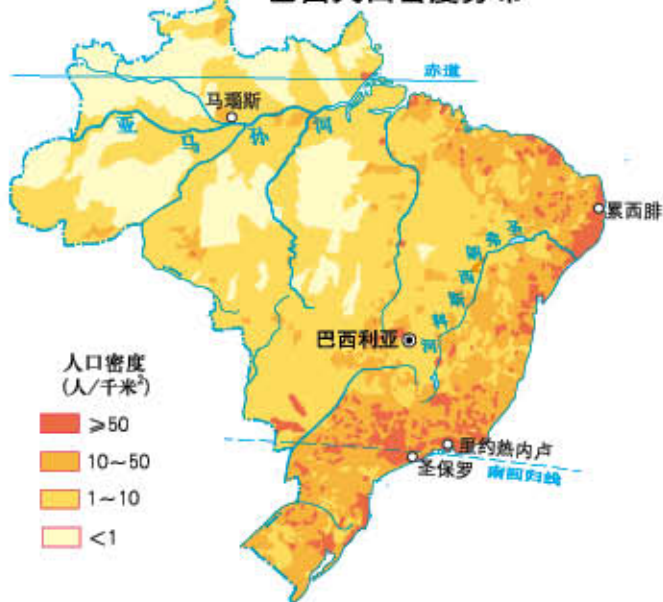 赤道
马瑙斯
亚马孙河
累西腓
圣弗朗西斯科河
巴西利亚
人口密度
(人/千米²)
≥50
10～50
1～10
<1
里约热内卢
圣保罗
南回归线